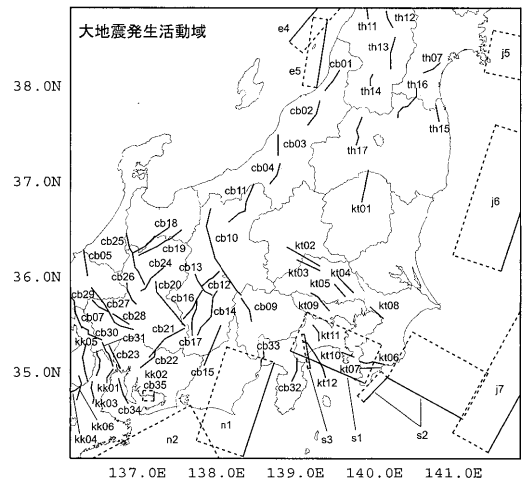 大地震発生活動域
e4
th11
th12
th13
e5
cb01
th07
j5
38.0N
th16
th14
cb02
th15
cb03
th17
cb04
37.0N
cb11
j6
kt01
cb18
cb25
cb10
cb19
kt02
cb05
cb24
cb13
kt03
kt04
36.0N
cb26
cb20
cb12
kt05
cb29
cb16
cb27
cb09
kt09
kt08
cb07
cb28
cb14
cb30
cb21
kt11
kk05
cb31
cb17
cb33
cb23
kt10
kt06
35.0N
cb22
cb15
kt07
kk02
kk01
cb35
cb32
kt12
j7
kk03
cb34
kk06
n1
kk04
n2
s3
s1
s2
137.0E
138.0E
139.0E
140.0E
141.0E